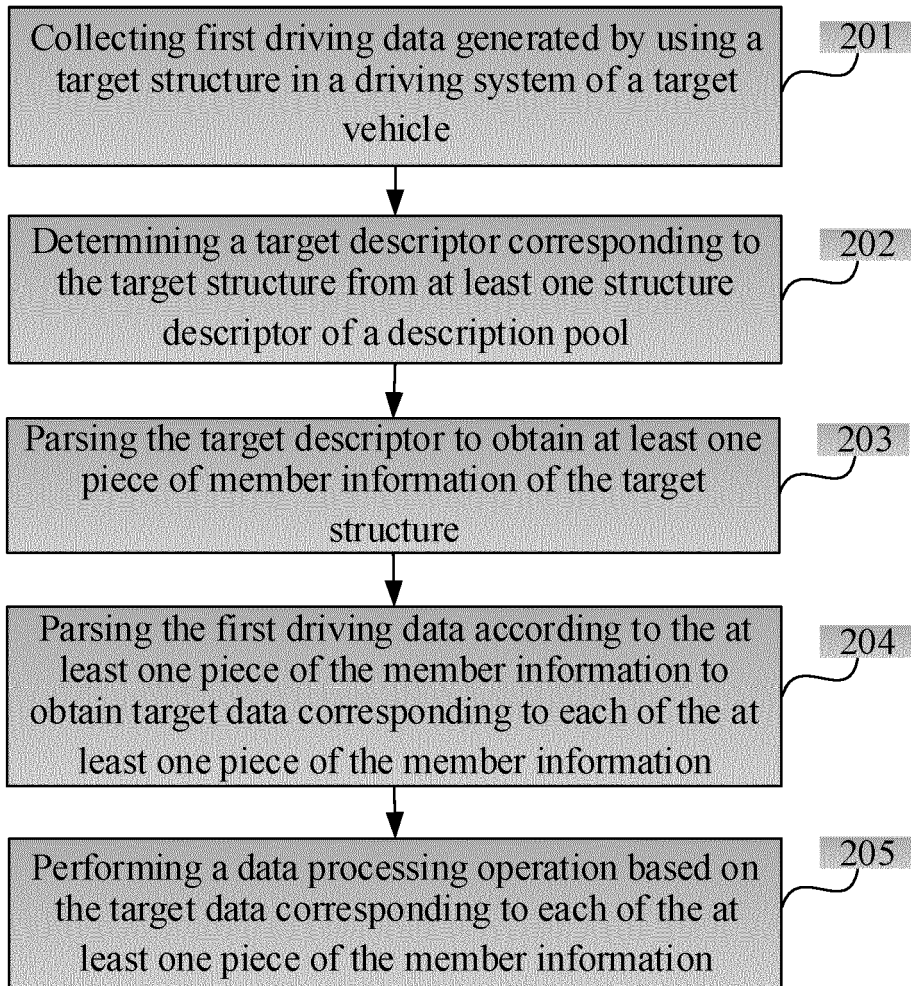 Collecting first driving data generated by using a
target structure in a driving system of a target
vehicle
201
Determining a target descriptor corresponding to
the target structure from at least one structure
descriptor of a description pool
202
Parsing the target descriptor to obtain at least one
piece of member information of the target
structure
203
Parsing the first driving data according to the at
least one piece of the member information to
obtain target data corresponding to each of the at
least one piece of the member information
204
Performing a data processing operation based on
the target data corresponding to each of the at
least one piece of the member information
205